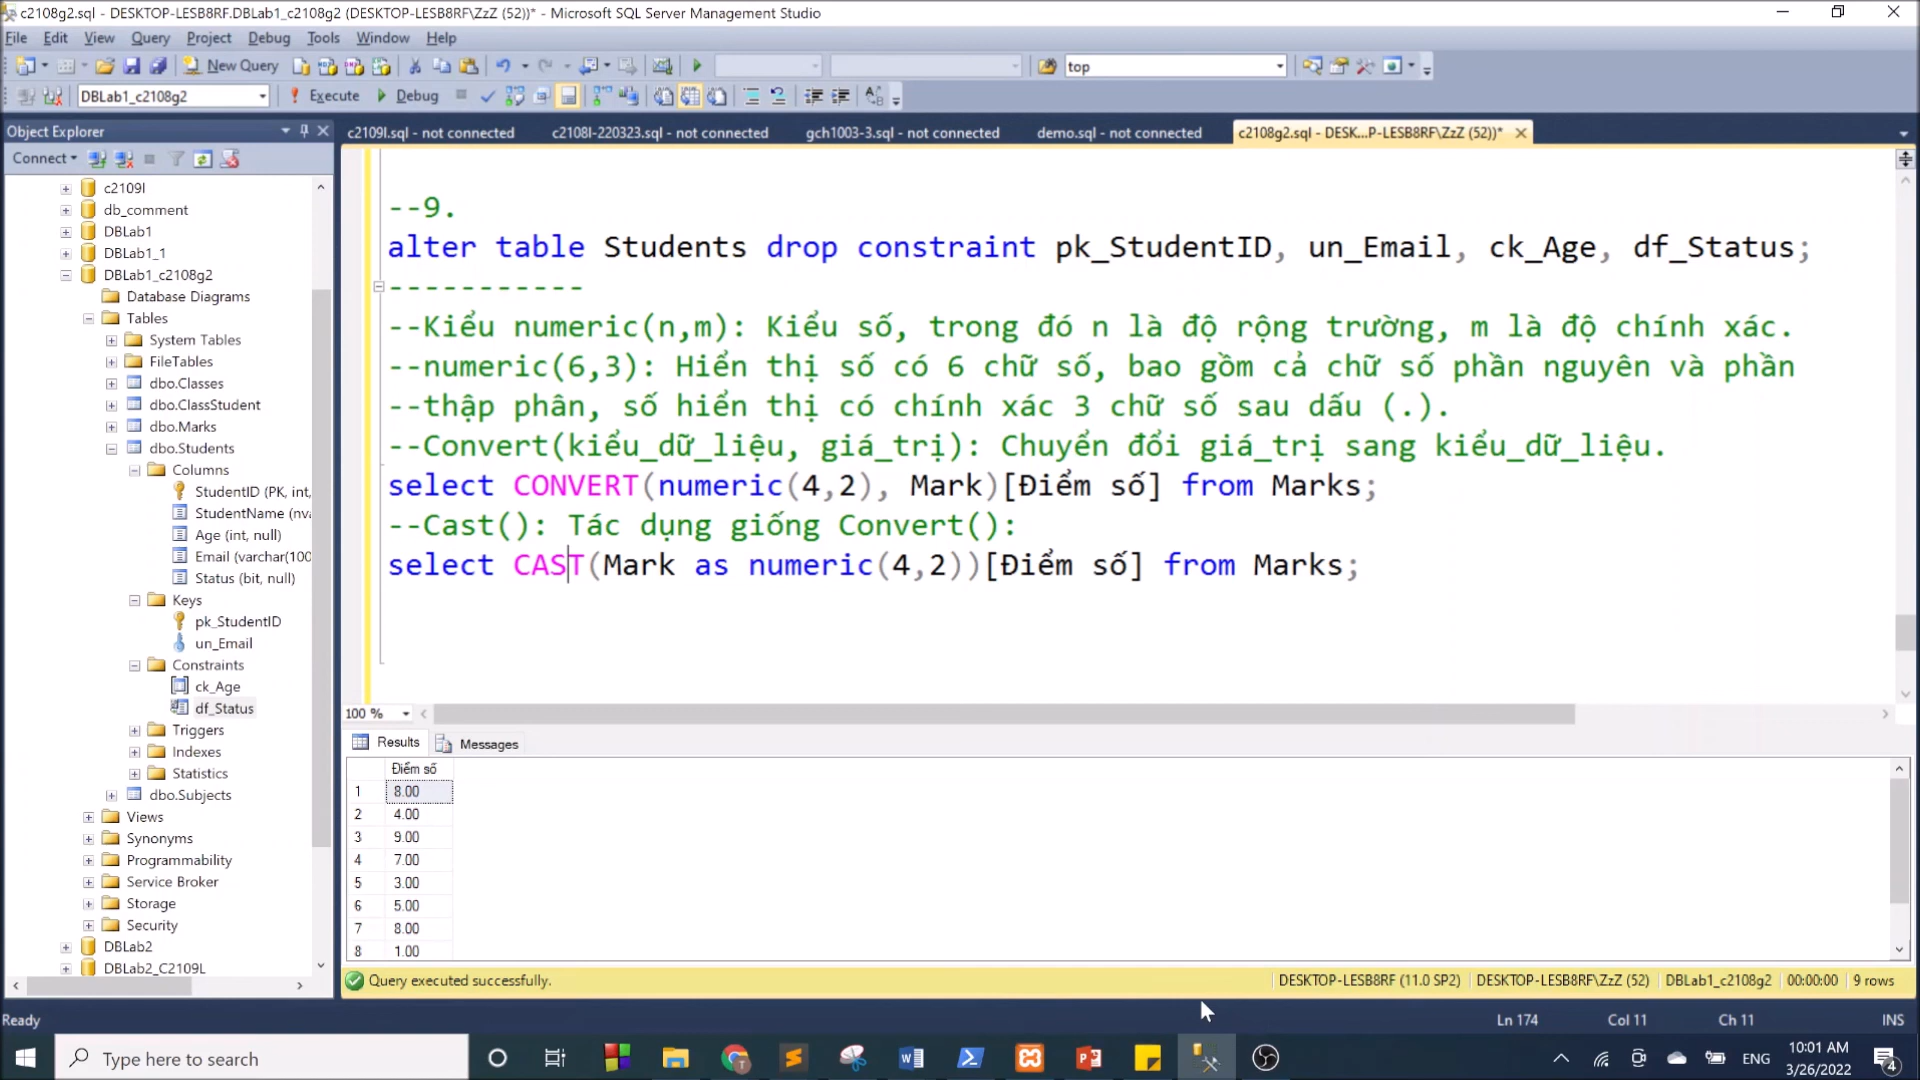 c2108g2.sql - DESKTOP-LESB8RF.DBLab1_c2108g2 (DESKTOP-LESB8RF\ZzZ (52))* - Microsoft SQL Server Management Studio
File Edit View Query Project Debug Tools Window Help
New Query top
DBLab1_c2108g2 Execute Debug
Object Explorer
Connect
c2109l
db_comment
DBLab1
DBLab1_1
DBLab1_c2108g2
Database Diagrams
Tables
System Tables
FileTables
dbo.Classes
dbo.ClassStudent
dbo.Marks
dbo.Students
Columns
StudentID (PK, int,
StudentName (nva
Age (int, null)
Email (varchar(100
Status (bit, null)
Keys
pk_StudentID
un_Email
Constraints
ck_Age
df_Status
Triggers
Indexes
Statistics
dbo.Subjects
Views
Synonyms
Programmability
Service Broker
Storage
Security
DBLab2
DBLab2_C2109L
c2109l.sql - not connected c2108l-220323.sql - not connected gch1003-3.sql - not connected demo.sql - not connected c2108g2.sql - DESK...P-LESB8RF\ZzZ (52))*
--9.
alter table Students drop constraint pk_StudentID, un_Email, ck_Age, df_Status;
-----------
--Kiểu numeric(n,m): Kiểu số, trong đó n là độ rộng trường, m là độ chính xác.
--numeric(6,3): Hiển thị số có 6 chữ số, bao gồm cả chữ số phần nguyên và phần
--thập phân, số hiển thị có chính xác 3 chữ số sau dấu (.).
--Convert(kiểu_dữ_liệu, giá_trị): Chuyển đổi giá_trị sang kiểu_dữ_liệu.
select CONVERT(numeric(4,2), Mark)[Điểm số] from Marks;
--Cast(): Tác dụng giống Convert():
select CAST(Mark as numeric(4,2))[Điểm số] from Marks;
100 %
Results Messages
Điểm số
1 8.00
2 4.00
3 9.00
4 7.00
5 3.00
6 5.00
7 8.00
8 1.00
Query executed successfully. DESKTOP-LESB8RF (11.0 SP2) DESKTOP-LESB8RF\ZzZ (52) DBLab1_c2108g2 00:00:00 9 rows
Ready Ln 174 Col 11 Ch 11 INS
Type here to search ENG 10:01 AM
3/26/2022 4